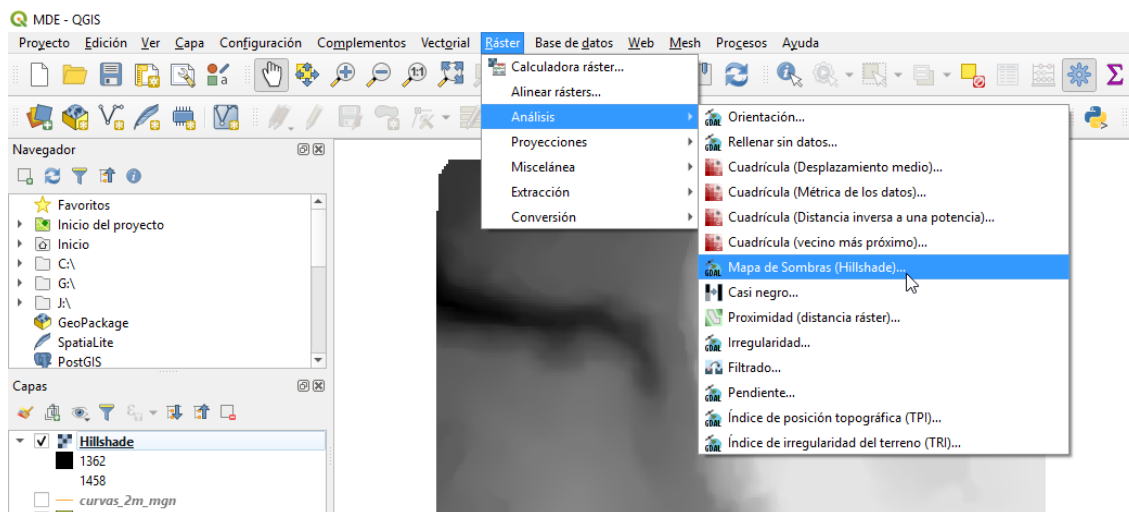 MDE - QGIS
Proyecto Edición Ver Capa Configuración Complementos Vectorial Ráster Base de datos Web Mesh Procesos Ayuda
Calculadora ráster...
Alinear rásters...
Análisis
Proyecciones
Miscelánea
Extracción
Conversión
Orientación...
Rellenar sin datos...
Cuadrícula (Desplazamiento medio)...
Cuadrícula (Métrica de los datos)...
Cuadrícula (Distancia inversa a una potencia)...
Cuadrícula (vecino más próximo)...
Mapa de Sombras (Hillshade)...
Casi negro...
Proximidad (distancia ráster)...
Irregularidad...
Filtrado...
Pendiente...
Índice de posición topográfica (TPI)...
Índice de irregularidad del terreno (TRI)...
Navegador
Favoritos
Inicio del proyecto
Inicio
C:\
G:\
J:\
GeoPackage
SpatiaLite
PostGIS
Capas
Hillshade
1362
1458
curvas_2m_mgn